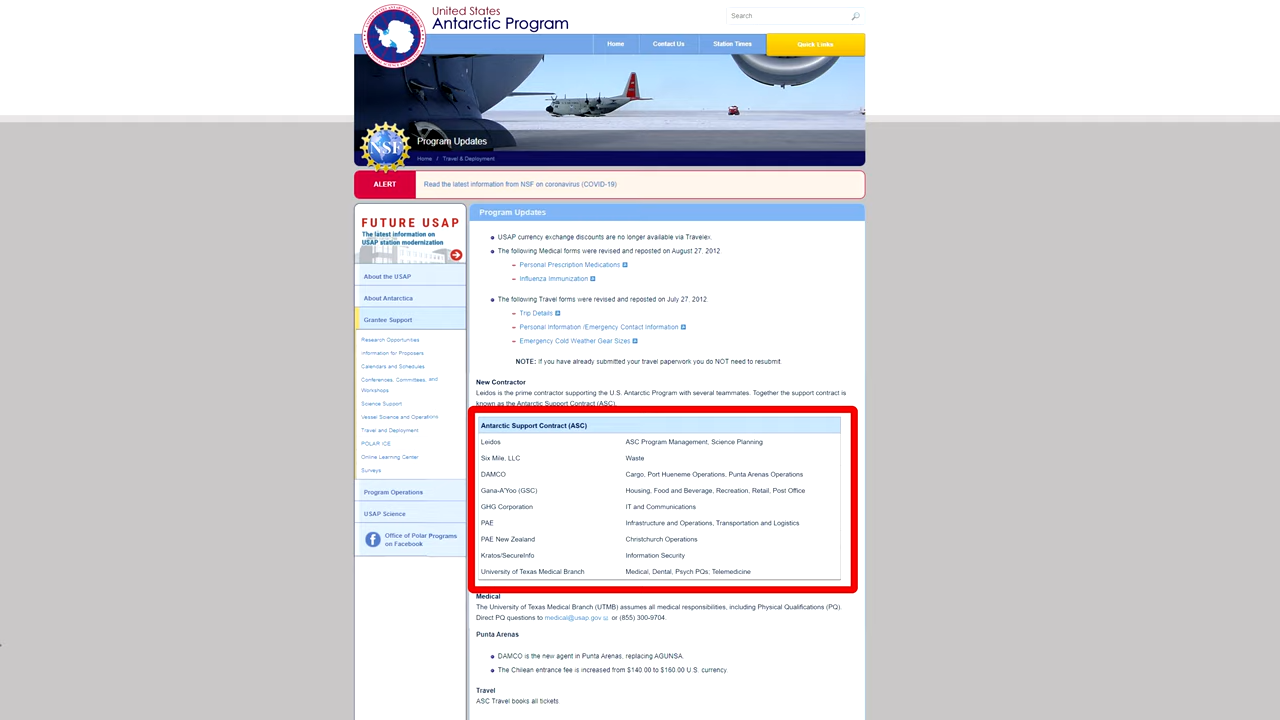 United States
Antarctic Program
Search
Home
Contact Us
Station Times
Quick Links
NSF
Program Updates
Home / Travel & Deployment
ALERT
Read the latest information from NSF on coronavirus (COVID-19)
FUTURE USAP
The latest information on
USAP station modernization
About the USAP
About Antarctica
Grantee Support
Research Opportunities
Information for Proposers
Calendars and Schedules
Conferences, Committees, and
Workshops
Science Support
Vessel Science and Operations
Travel and Deployment
POLAR ICE
Online Learning Center
Surveys
Program Operations
USAP Science
Office of Polar Programs
on Facebook
Program Updates
USAP currency exchange discounts are no longer available via Travelex.
The following Medical forms were revised and reposted on August 27, 2012.
Personal Prescription Medications
Influenza Immunization
The following Travel forms were revised and reposted on July 27, 2012.
Trip Details
Personal Information /Emergency Contact Information
Emergency Cold Weather Gear Sizes
NOTE: If you have already submitted your travel paperwork you do NOT need to resubmit.
New Contractor
Leidos is the prime contractor supporting the U.S. Antarctic Program with several teammates. Together the support contract is
known as the Antarctic Support Contract (ASC).
Antarctic Support Contract (ASC)
Leidos ASC Program Management, Science Planning
Six Mile, LLC Waste
DAMCO Cargo, Port Hueneme Operations, Punta Arenas Operations
Gana-A'Yoo (GSC) Housing, Food and Beverage, Recreation, Retail, Post Office
GHG Corporation IT and Communications
PAE Infrastructure and Operations, Transportation and Logistics
PAE New Zealand Christchurch Operations
Kratos/SecureInfo Information Security
University of Texas Medical Branch Medical, Dental, Psych PQs; Telemedicine
Medical
The University of Texas Medical Branch (UTMB) assumes all medical responsibilities, including Physical Qualifications (PQ).
Direct PQ questions to medical@usap.gov or (855) 300-9704.
Punta Arenas
DAMCO is the new agent in Punta Arenas, replacing AGUNSA.
The Chilean entrance fee is increased from $140.00 to $160.00 U.S. currency.
Travel
ASC Travel books all tickets.